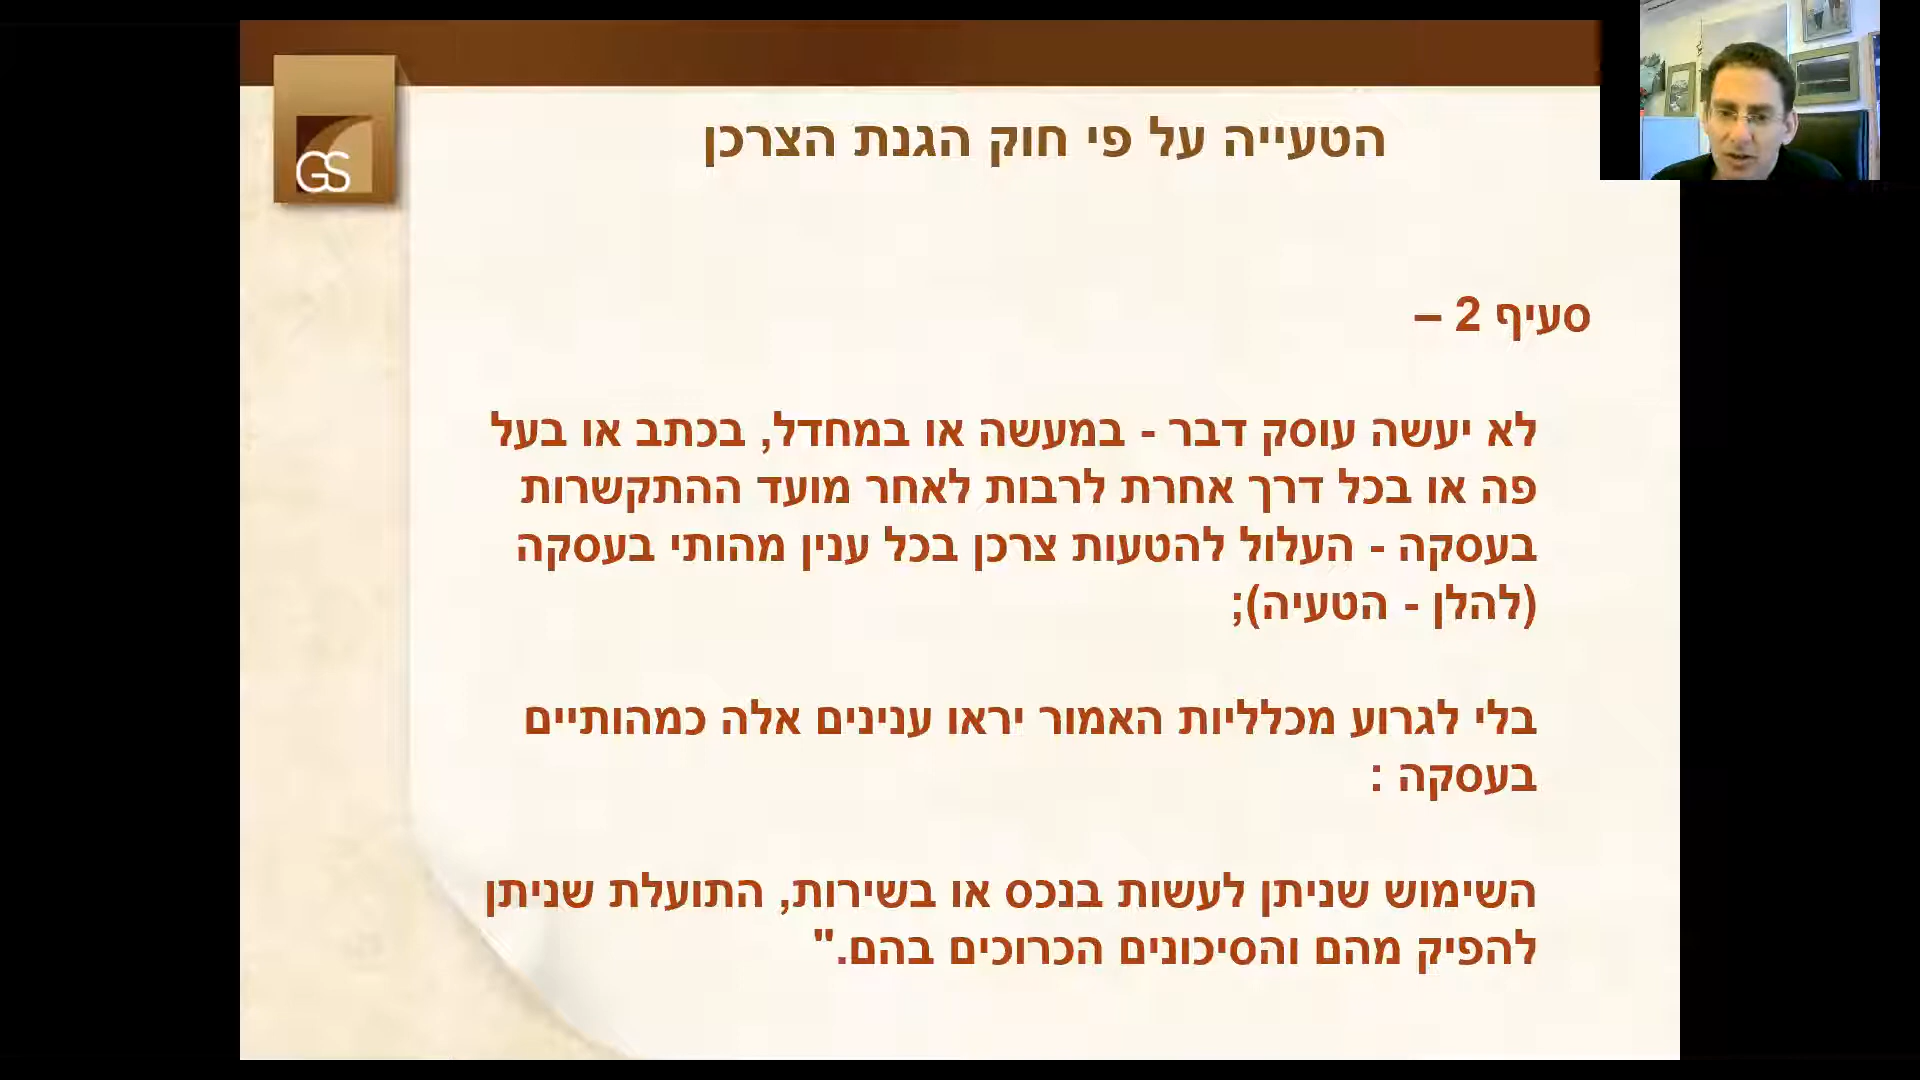 GS
הטעייה על פי חוק הגנת הצרכן
סעיף 2 –
לא יעשה עוסק דבר - במעשה או במחדל, בכתב או בעל
פה או בכל דרך אחרת לרבות לאחר מועד ההתקשרות
בעסקה - העלול להטעות צרכן בכל ענין מהותי בעסקה
(להלן - הטעיה);
בלי לגרוע מכלליות האמור יראו ענינים אלה כמהותיים
בעסקה :
השימוש שניתן לעשות בנכס או בשירות, התועלת שניתן
להפיק מהם והסיכונים הכרוכים בהם."